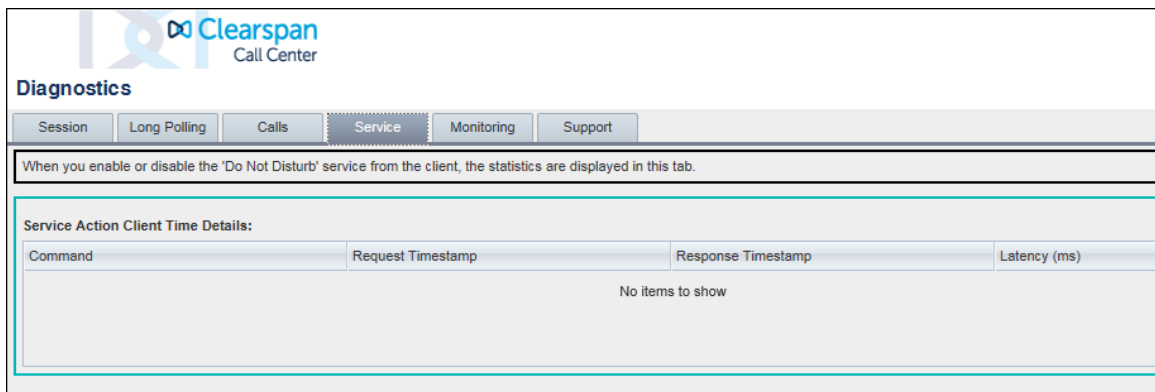 Clearspan
Call Center
Diagnostics
Session Long Polling Calls Service Monitoring Support
When you enable or disable the 'Do Not Disturb' service from the client, the statistics are displayed in this tab.
Service Action Client Time Details:
Command Request Timestamp Response Timestamp Latency (ms)
No items to show